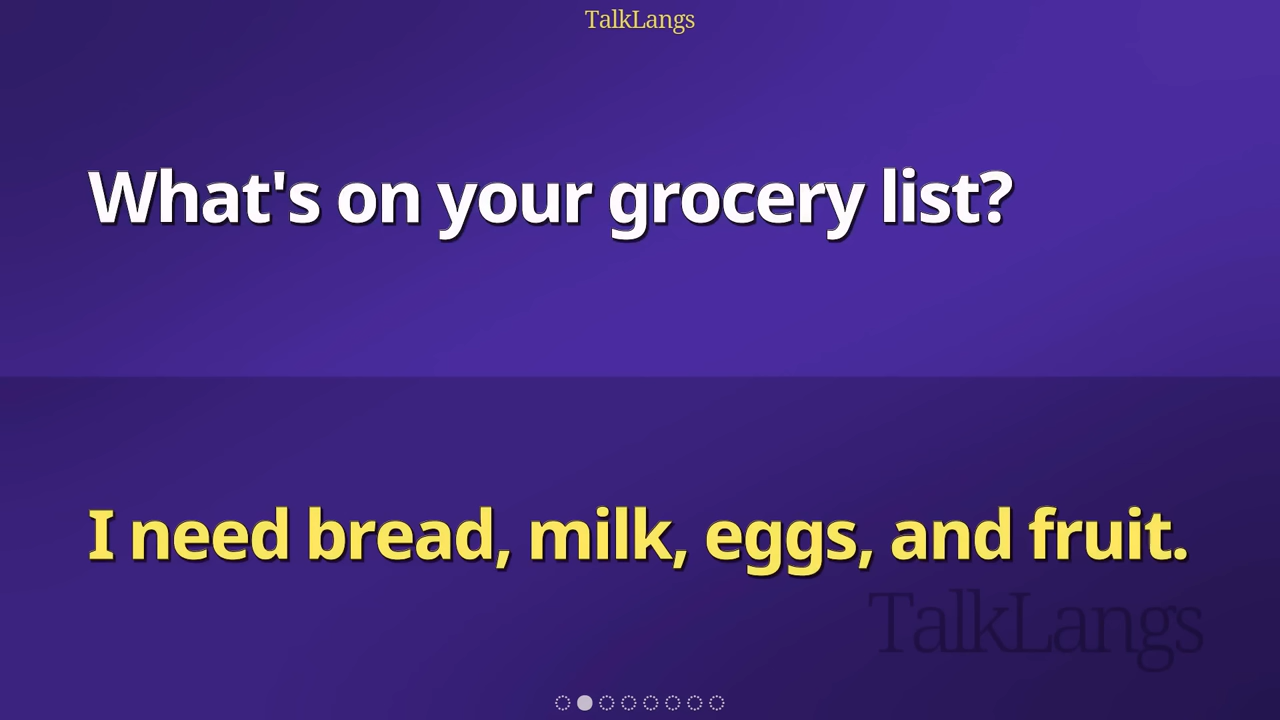 TalkLangs
What's on your grocery list?
I need bread, milk, eggs, and fruit.
TalkLangs